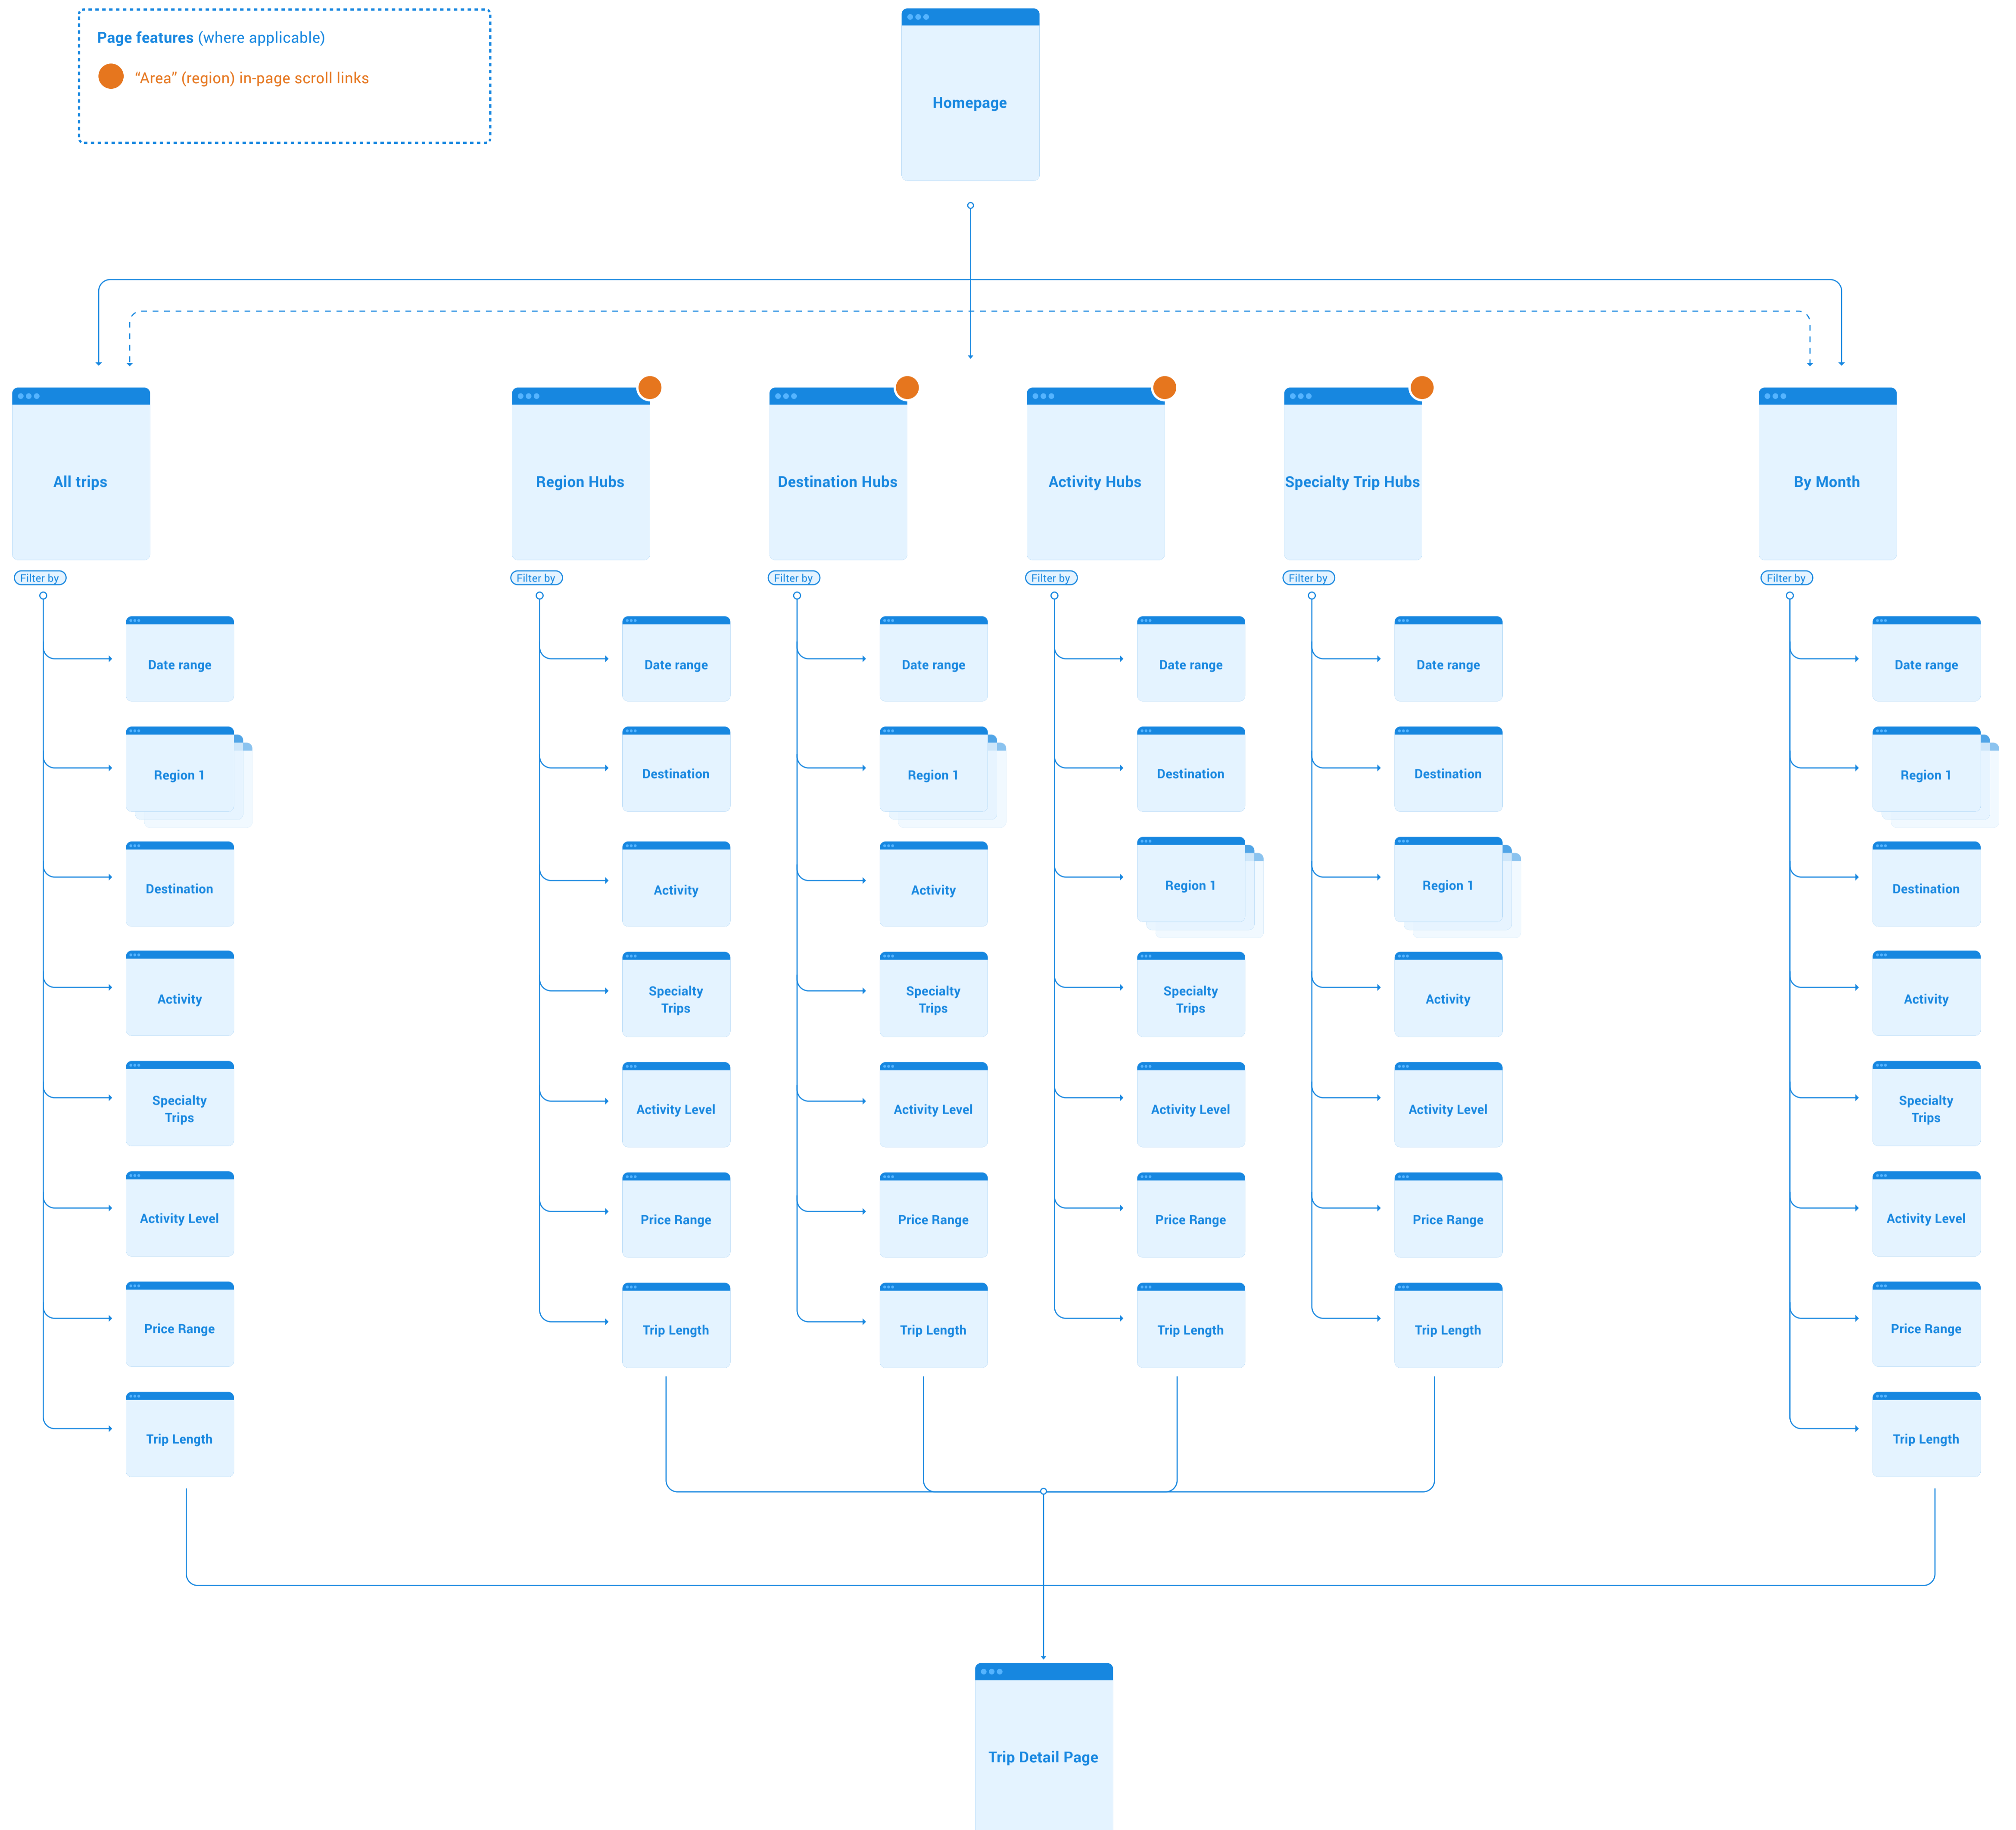 Page features (where applicable)
“Area” (region) in-page scroll links
Homepage
All trips
Region Hubs
Destination Hubs
Activity Hubs
Specialty Trip Hubs
By Month
Filter by
Filter by
Filter by
Filter by
Filter by
Filter by
Date range
Date range
Date range
Date range
Date range
Date range
Region 1
Destination
Region 1
Destination
Destination
Region 1
Destination
Activity
Activity
Region 1
Region 1
Destination
Activity
Specialty
Trips
Specialty
Trips
Specialty
Trips
Activity
Activity
Specialty
Trips
Activity Level
Activity Level
Activity Level
Activity Level
Specialty
Trips
Activity Level
Price Range
Price Range
Price Range
Price Range
Activity Level
Price Range
Trip Length
Trip Length
Trip Length
Trip Length
Price Range
Trip Length
Trip Length
Trip Detail Page